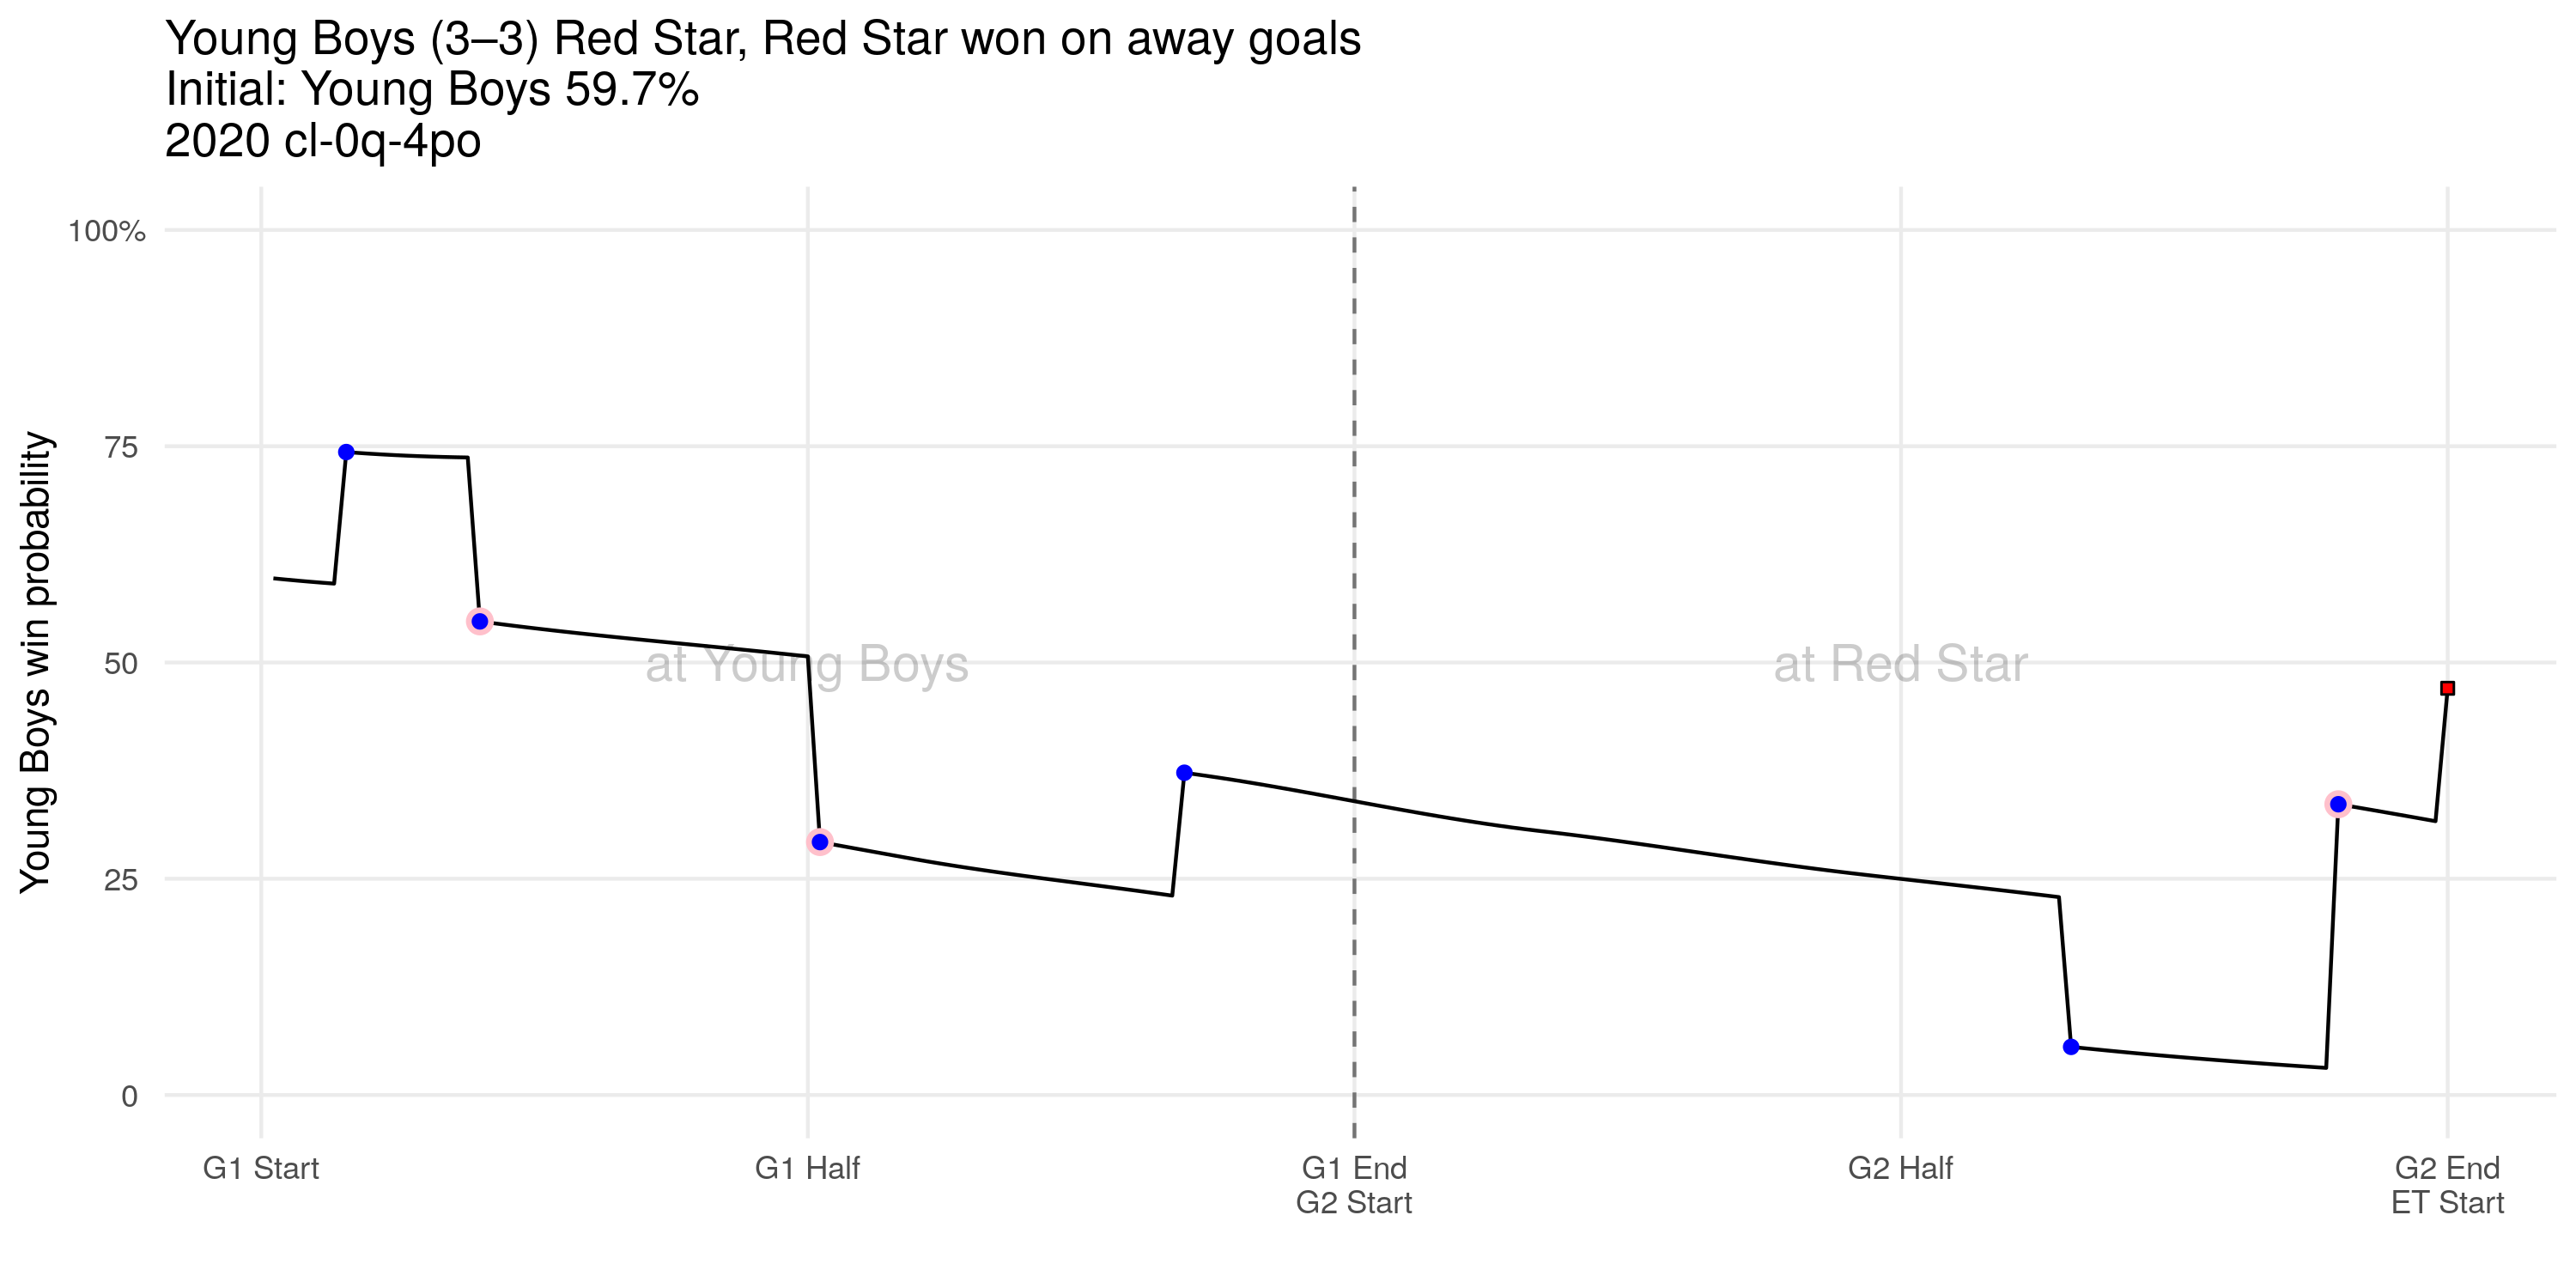 Young Boys (3–3) Red Star, Red Star won on away goals
Initial: Young Boys 59.7%
2020 cl-0q-4po
Young Boys win probability
100%
75
50
25
0
at Young Boys
at Red Star
G1 Start
G1 Half
G1 End
G2 Start
G2 Half
G2 End
ET Start